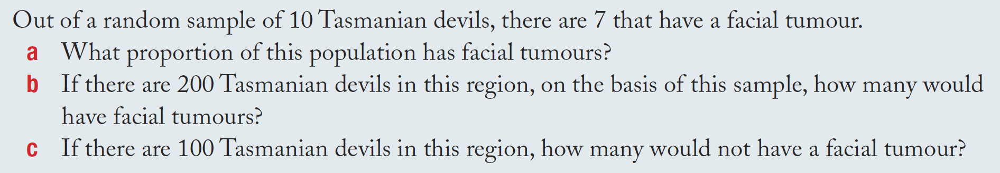 Out of a random sample of 10 Tasmanian devils, there are 7 that have a facial tumour.
a What proportion of this population has facial tumours?
b If there are 200 Tasmanian devils in this region, on the basis of this sample, how many would
have facial tumours?
c If there are 100 Tasmanian devils in this region, how many would not have a facial tumour?